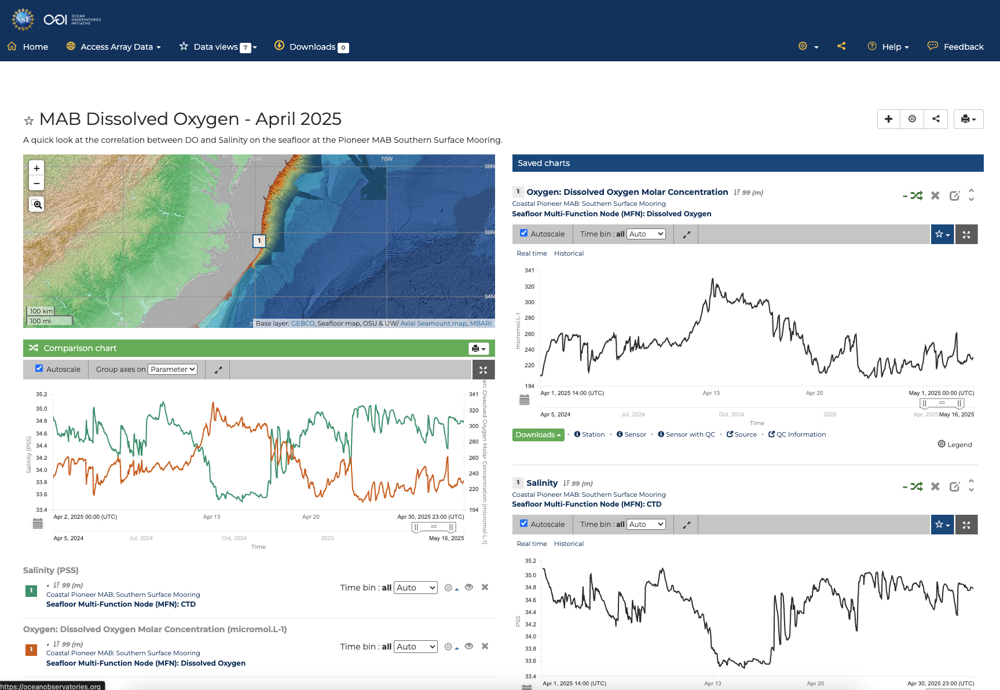 NSF
OOI OCEAN OBSERVATORIES INITIATIVE
Home Access Array Data Data views 7 Downloads 0 Help Feedback
MAB Dissolved Oxygen - April 2025
A quick look at the correlation between DO and Salinity on the seafloor at the Pioneer MAB Southern Surface Mooring.
+
−
70W
38N
36N
34N
1
100 km
100 mi
Base layer: GEBCO, Seafloor map, OSU & UW/ Axial Seamount map, MBARI
Comparison chart
Autoscale Group axes on Parameter
35.2
35.0
34.8
34.6
34.4
34.2
34.0
33.8
33.6
33.4
Salinity (PSS)
341
320
300
280
260
240
220
194
en: Dissolved Oxygen Molar Concentration (micromol.L-1)
Apr 2, 2025 00:00 (UTC) Apr 13 Apr 20 Apr 30, 2025 23:00 (UTC)
Apr 5, 2024 Jul, 2024 Oct, 2024 2025 May 16, 2025
Time
Salinity (PSS)
1
• 99 (m)
Coastal Pioneer MAB: Southern Surface Mooring
Seafloor Multi-Function Node (MFN): CTD
Time bin : all Auto
Oxygen: Dissolved Oxygen Molar Concentration (micromol.L-1)
1
• 99 (m)
Coastal Pioneer MAB: Southern Surface Mooring
Seafloor Multi-Function Node (MFN): Dissolved Oxygen
Time bin : all Auto
https://oceanobservatories.org
Saved charts
1 Oxygen: Dissolved Oxygen Molar Concentration 99 (m)
Coastal Pioneer MAB: Southern Surface Mooring
Seafloor Multi-Function Node (MFN): Dissolved Oxygen
Autoscale Time bin : all Auto
Real time Historical
341
320
300
280
260
240
220
194
micromol.L-1
Apr 1, 2025 14:00 (UTC) Apr 13 Apr 20 May 1, 2025 00:00 (UTC)
Apr 5, 2024 Jul, 2024 Oct, 2024 2025 Apr, 2025 May 16, 2025
Time
Downloads • Station • Sensor • Sensor with QC • Source • QC Information
Legend
1 Salinity 99 (m)
Coastal Pioneer MAB: Southern Surface Mooring
Seafloor Multi-Function Node (MFN): CTD
Autoscale Time bin : all Auto
Real time Historical
35.2
35.0
34.8
34.6
34.4
34.2
34.0
33.8
33.6
33.4
PSS
Apr 1, 2025 14:00 (UTC) Apr 13 Apr 20 Apr 30, 2025 23:00 (UTC)